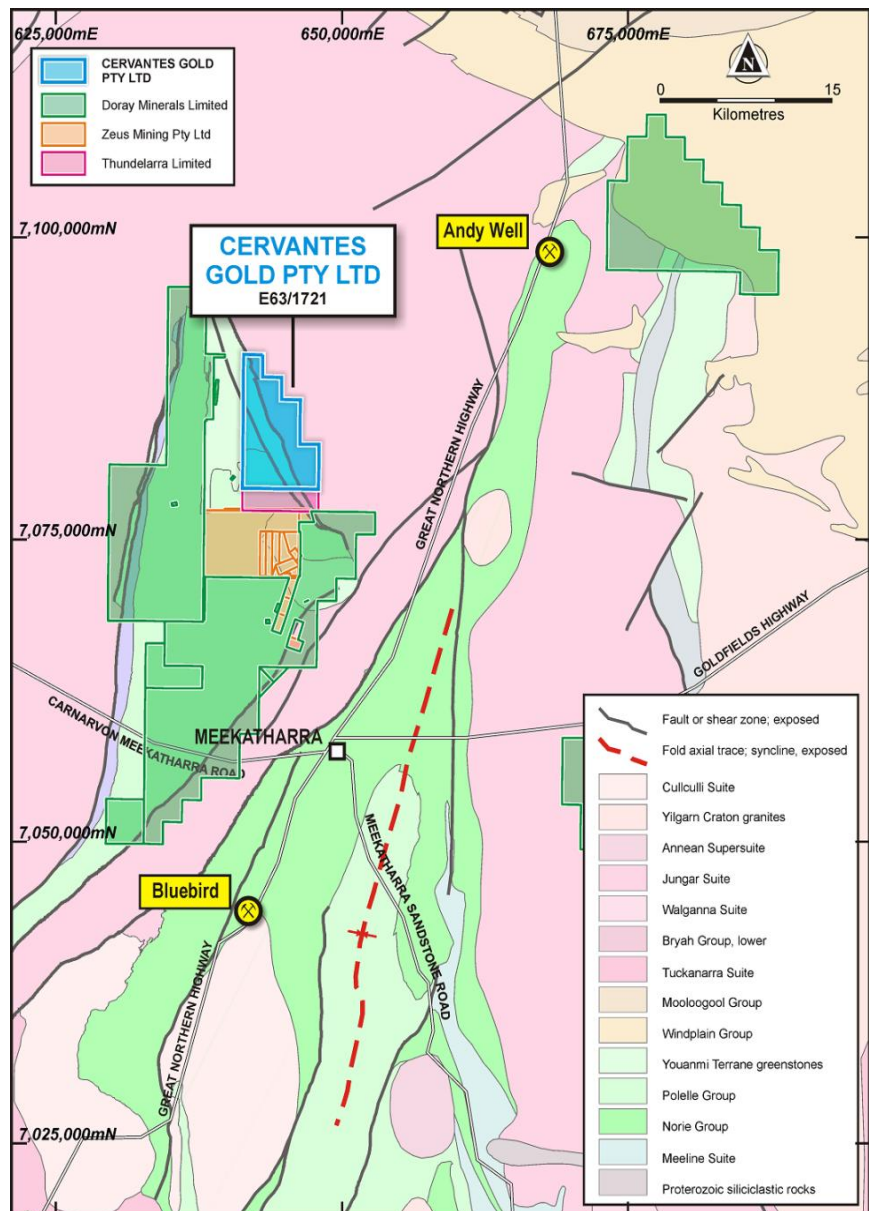 625,000mE
650,000mE
675,000mE
CERVANTES GOLD
PTY LTD
Doray Minerals Limited
Zeus Mining Pty Ltd
Thundelarra Limited
N
0
15
Kilometres
7,100,000mN
CERVANTES
GOLD PTY LTD
E63/1721
Andy Well
GREAT NORTHERN HIGHWAY
7,075,000mN
GOLDFIELDS HIGHWAY
CARNARVON MEEKATHARRA ROAD
MEEKATHARRA
7,050,000mN
MEEKATHARRA SANDSTONE ROAD
Bluebird
GREAT NORTHERN HIGHWAY
7,025,000mN
Fault or shear zone; exposed
Fold axial trace; syncline, exposed
Cullculli Suite
Yilgarn Craton granites
Annean Supersuite
Jungar Suite
Walganna Suite
Bryah Group, lower
Tuckanarra Suite
Mooloogool Group
Windplain Group
Youanmi Terrane greenstones
Polelle Group
Norie Group
Meeline Suite
Proterozoic siliciclastic rocks